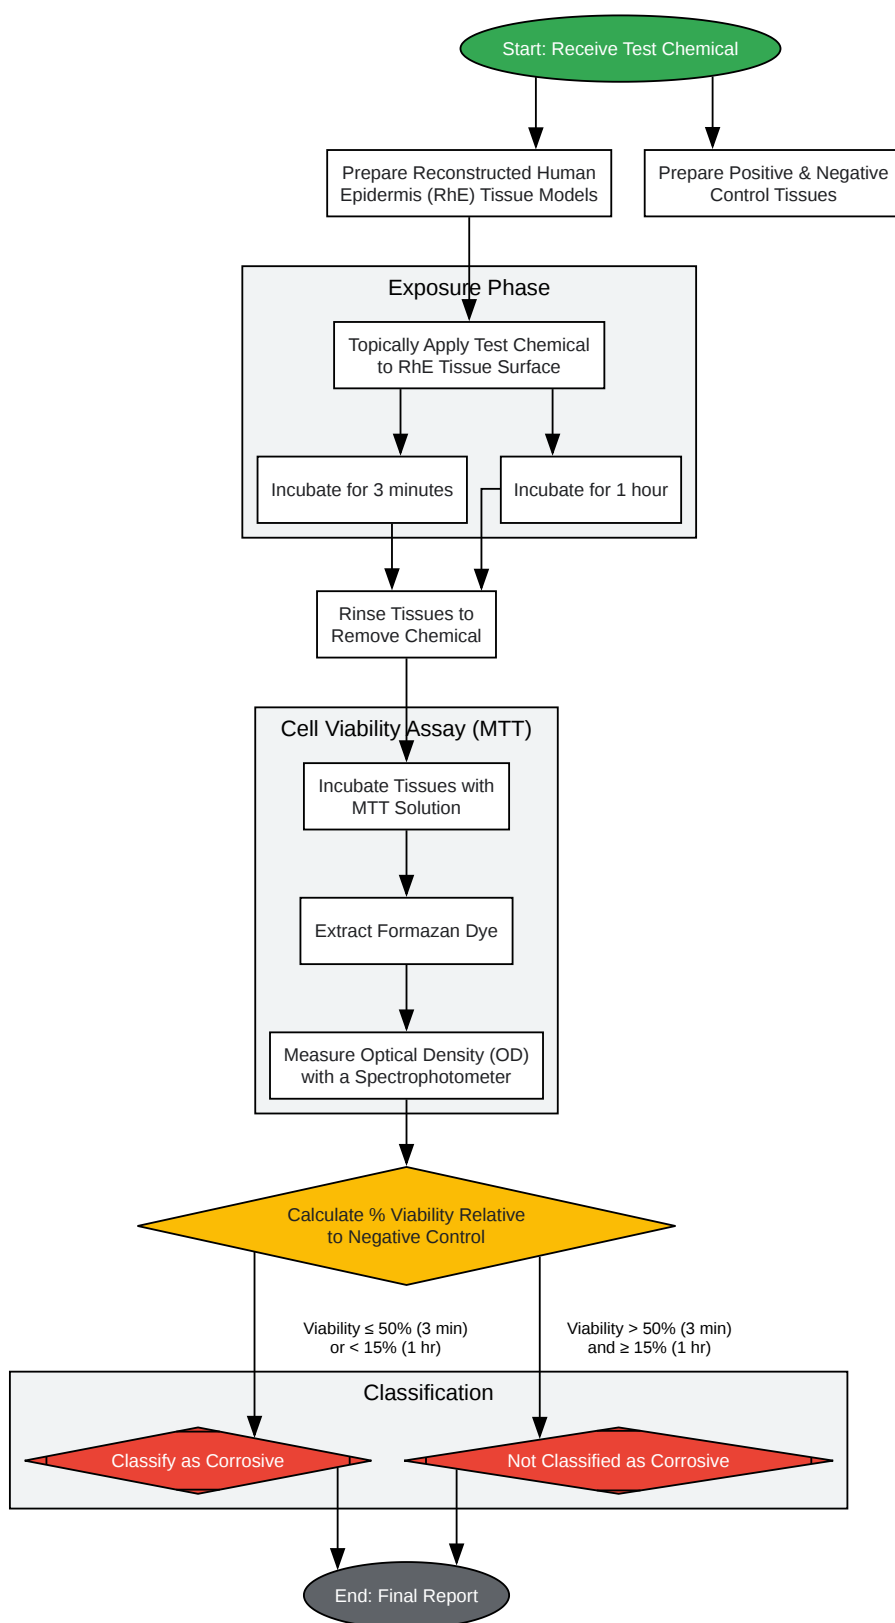 Start: Receive Test Chemical
Prepare Reconstructed Human
Epidermis (RhE) Tissue Models
Prepare Positive & Negative
Control Tissues
Exposure Phase
Topically Apply Test Chemical
to RhE Tissue Surface
Incubate for 3 minutes
Incubate for 1 hour
Rinse Tissues to
Remove Chemical
Cell Viability Assay (MTT)
Incubate Tissues with
MTT Solution
Extract Formazan Dye
Measure Optical Density (OD)
with a Spectrophotometer
Calculate % Viability Relative
to Negative Control
Viability ≤ 50% (3 min)
or < 15% (1 hr)
Viability > 50% (3 min)
and ≥ 15% (1 hr)
Classification
Classify as Corrosive
Not Classified as Corrosive
End: Final Report